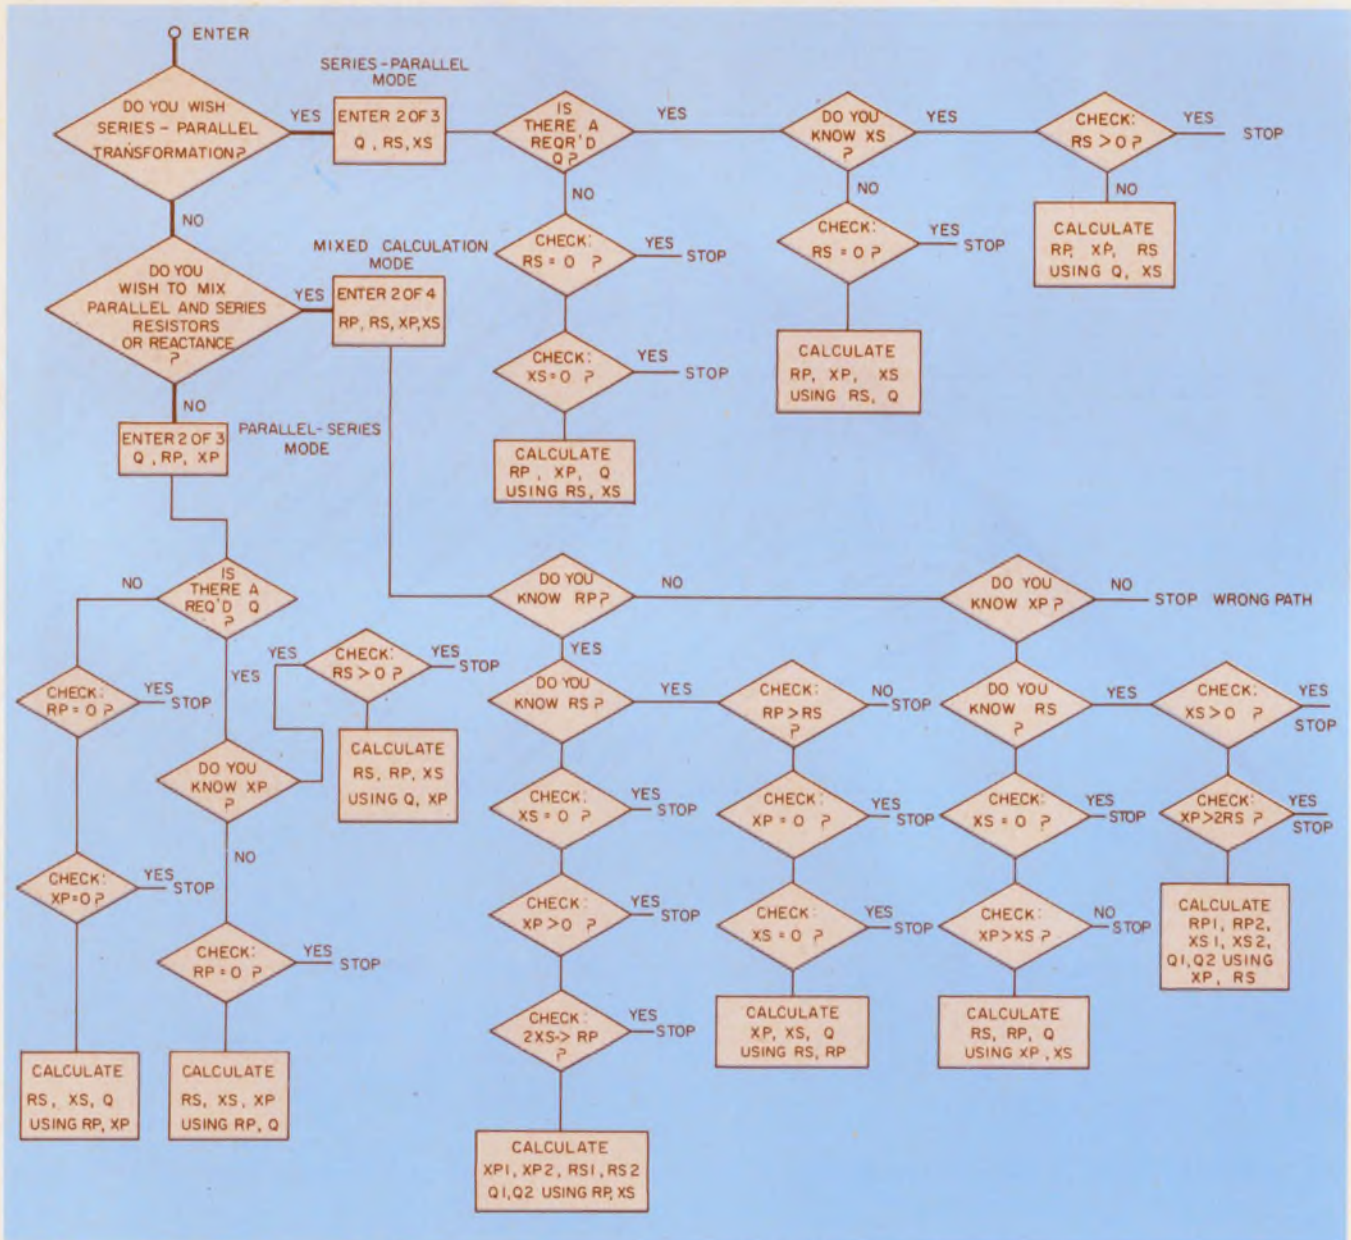 ENTER
DO YOU WISH
SERIES - PARALLEL
TRANSFORMATION?
YES
NO
SERIES - PARALLEL
MODE
ENTER 2 OF 3
Q , RS, XS
IS
THERE A
REQR'D
Q?
YES
NO
DO YOU
KNOW XS
?
YES
NO
CHECK:
RS > 0 ?
YES
STOP
NO
CALCULATE
RP, XP, RS
USING Q, XS
CHECK:
RS = 0 ?
YES
STOP
CHECK:
RS = 0 ?
YES
STOP
CALCULATE
RP, XP, XS
USING RS, Q
CHECK:
XS = 0 ?
YES
STOP
CALCULATE
RP , XP, Q
USING RS, XS
DO YOU
WISH TO MIX
PARALLEL AND SERIES
RESISTORS
OR REACTANCE
?
YES
NO
MIXED CALCULATION
MODE
ENTER 2 OF 4
RP, RS, XP,XS
ENTER 2 OF 3
Q , RP, XP
PARALLEL-SERIES
MODE
IS
THERE A
REQ'D Q
?
NO
YES
CHECK:
RP = 0 ?
YES
STOP
CHECK:
XP=0?
YES
STOP
CALCULATE
RS, XS, Q
USING RP, XP
DO YOU
KNOW XP
?
YES
NO
CHECK:
RS > 0 ?
YES
STOP
CALCULATE
RS, RP, XS
USING Q, XP
CHECK:
RP = 0 ?
YES
STOP
CALCULATE
RS, XS, XP
USING RP, Q
DO YOU
KNOW RP?
NO
YES
DO YOU
KNOW XP?
NO
STOP WRONG PATH
DO YOU
KNOW RS?
YES
CHECK:
RP>RS
?
NO
STOP
DO YOU
KNOW RS
?
YES
CHECK:
XS>0 ?
YES
STOP
CHECK:
XS = 0 ?
YES
STOP
CHECK:
XP = 0 ?
YES
STOP
CHECK:
XS = 0 ?
YES
STOP
CHECK:
XP>2RS ?
YES
STOP
CHECK:
XP>0 ?
YES
STOP
CHECK:
XS = 0 ?
YES
STOP
CHECK:
XP>XS ?
NO
STOP
CALCULATE
RP1, RP2,
XS1, XS2,
Q1,Q2 USING
XP, RS
CHECK:
2XS-> RP
?
YES
STOP
CALCULATE
XP, XS, Q
USING RS, RP
CALCULATE
RS, RP, Q
USING XP ,XS
CALCULATE
XP1, XP2, RS1, RS2
Q1,Q2 USING RP, XS